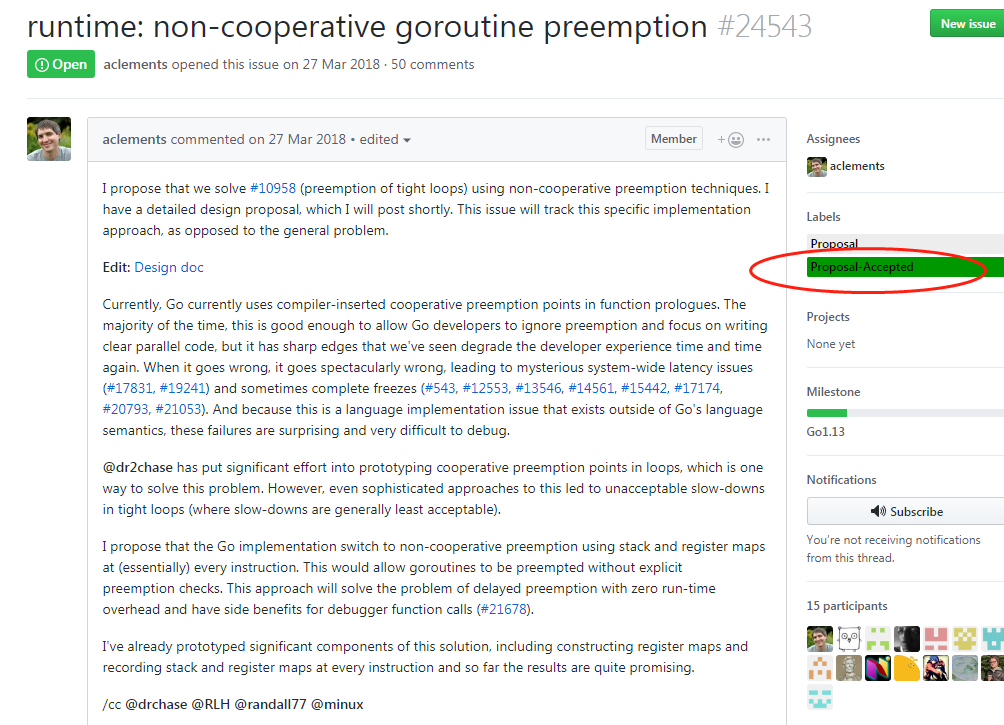 runtime: non-cooperative goroutine preemption #24543
New issue
Open aclements opened this issue on 27 Mar 2018 · 50 comments
aclements commented on 27 Mar 2018 • edited
Member
I propose that we solve #10958 (preemption of tight loops) using non-cooperative preemption techniques. I
have a detailed design proposal, which I will post shortly. This issue will track this specific implementation
approach, as opposed to the general problem.
Edit: Design doc
Currently, Go currently uses compiler-inserted cooperative preemption points in function prologues. The
majority of the time, this is good enough to allow Go developers to ignore preemption and focus on writing
clear parallel code, but it has sharp edges that we've seen degrade the developer experience time and time
again. When it goes wrong, it goes spectacularly wrong, leading to mysterious system-wide latency issues
(#17831, #19241) and sometimes complete freezes (#543, #12553, #13546, #14561, #15442, #17174,
#20793, #21053). And because this is a language implementation issue that exists outside of Go's language
semantics, these failures are surprising and very difficult to debug.
@dr2chase has put significant effort into prototyping cooperative preemption points in loops, which is one
way to solve this problem. However, even sophisticated approaches to this led to unacceptable slow-downs
in tight loops (where slow-downs are generally least acceptable).
I propose that the Go implementation switch to non-cooperative preemption using stack and register maps
at (essentially) every instruction. This would allow goroutines to be preempted without explicit
preemption checks. This approach will solve the problem of delayed preemption with zero run-time
overhead and have side benefits for debugger function calls (#21678).
I've already prototyped significant components of this solution, including constructing register maps and
recording stack and register maps at every instruction and so far the results are quite promising.
/cc @drchase @RLH @randall77 @minux
Assignees
aclements
Labels
Proposal
Proposal-Accepted
Projects
None yet
Milestone
Go1.13
Notifications
Subscribe
You're not receiving notifications
from this thread.
15 participants